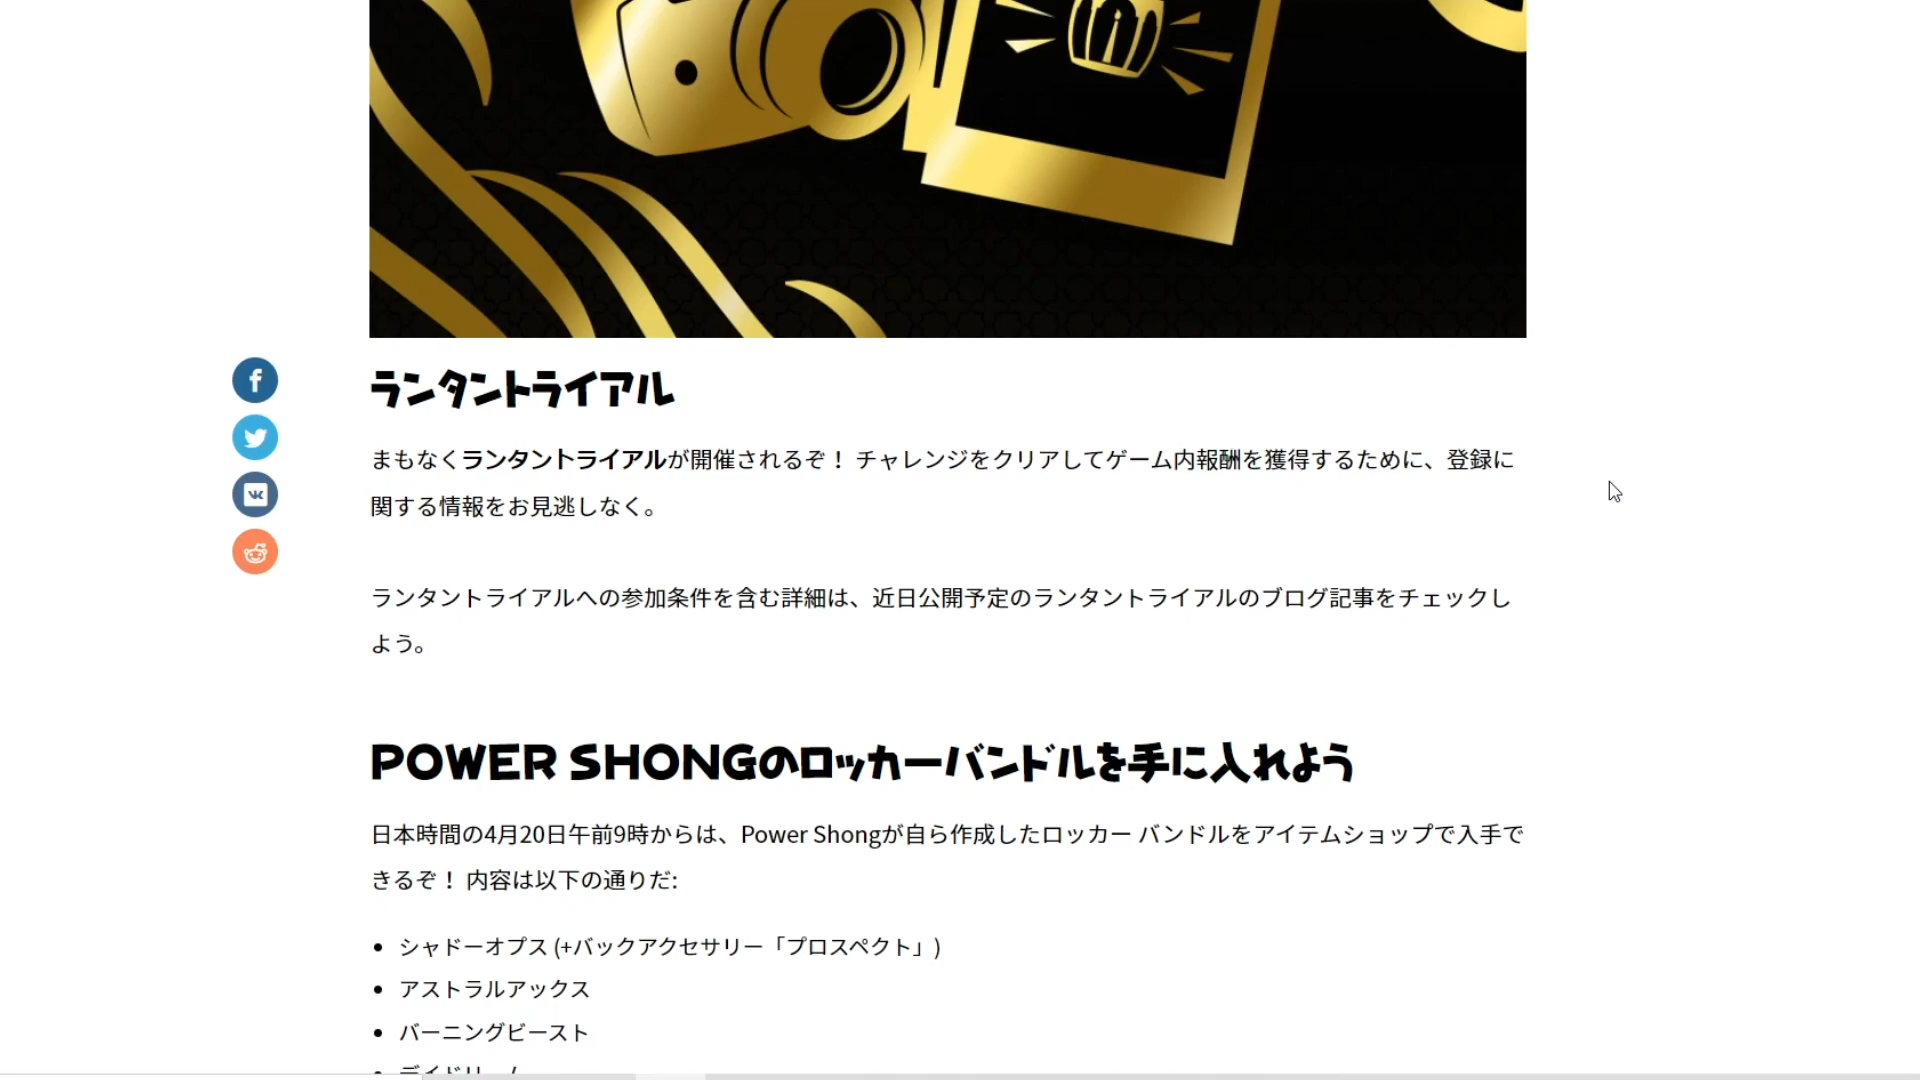 ランタントライアル
まもなくランタントライアルが開催されるぞ！ チャレンジをクリアしてゲーム内報酬を獲得するために、登録に
関する情報をお見逃しなく。
ランタントライアルへの参加条件を含む詳細は、近日公開予定のランタントライアルのブログ記事をチェックし
よう。
POWER SHONGのロッカーバンドルを手に入れよう
日本時間の4月20日午前9時からは、Power Shongが自ら作成したロッカー バンドルをアイテムショップで入手で
きるぞ！ 内容は以下の通りだ:
• シャドーオプス (+バックアクセサリー「プロスペクト」)
• アストラルアックス
• バーニングビースト